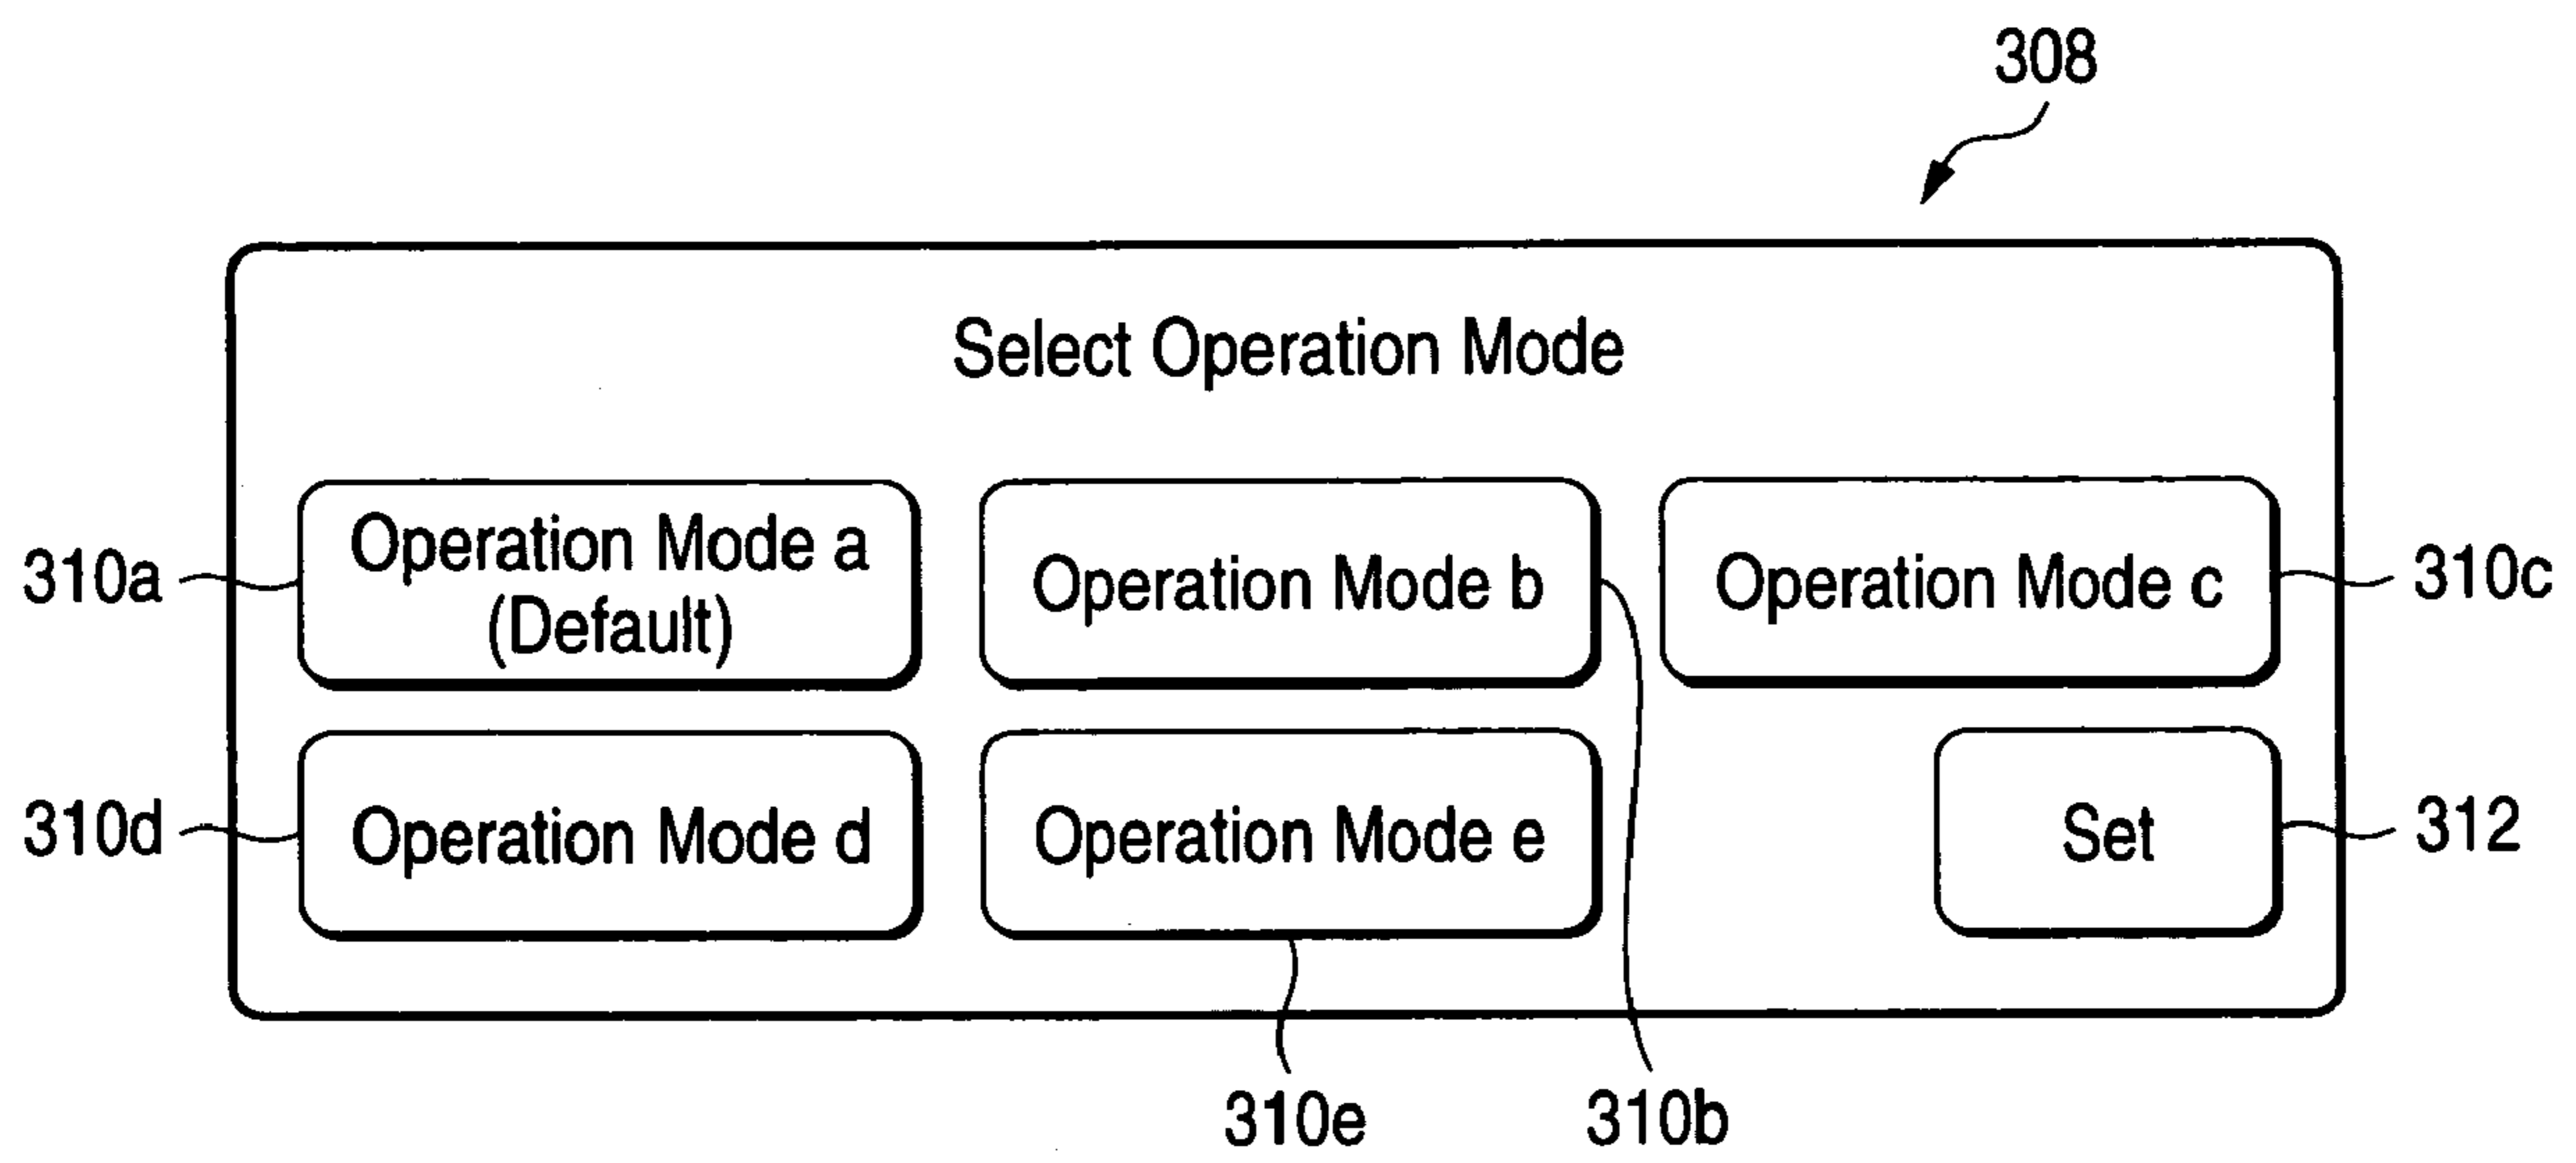 308
Select Operation Mode
310a
Operation Mode a
(Default)
Operation Mode b
Operation Mode c
310c
310d
Operation Mode d
Operation Mode e
Set
312
310e
310b